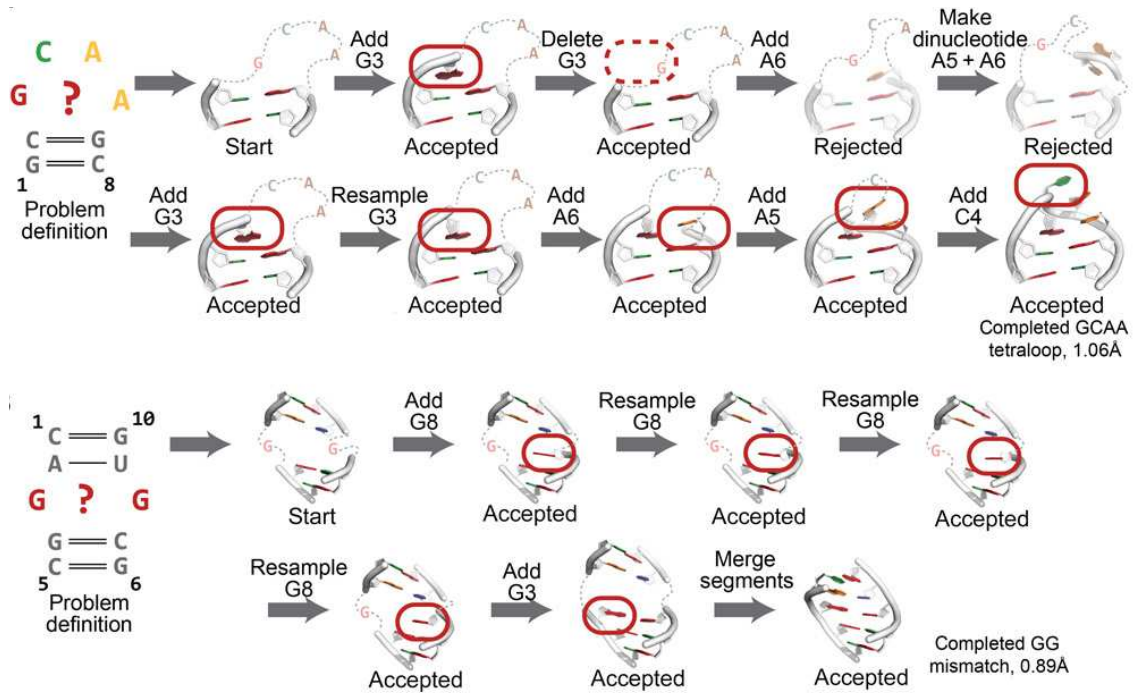 Add
G3
Delete
G3
Add
A6
Make
dinucleotide
A5 + A6
C A
G ? A
C G
G C
1 8
Problem
definition
G C A A
C A A
G C A A
C A A
G
C A
G
Start
Accepted
Accepted
Rejected
Rejected
Add
G3
Resample
G3
Add
A6
Add
A5
Add
C4
C A A
C A A
C A
C
Accepted
Accepted
Accepted
Accepted
Accepted
Completed GCAA
tetraloop, 1.06Å
1 10
C G
A U
G ? G
G C
C G
5 6
Problem
definition
Add
G8
Resample
G8
Resample
G8
G G
G
G
G
Start
Accepted
Accepted
Accepted
Resample
G8
Add
G3
Merge
segments
G
Accepted
Accepted
Accepted
Completed GG
mismatch, 0.89Å